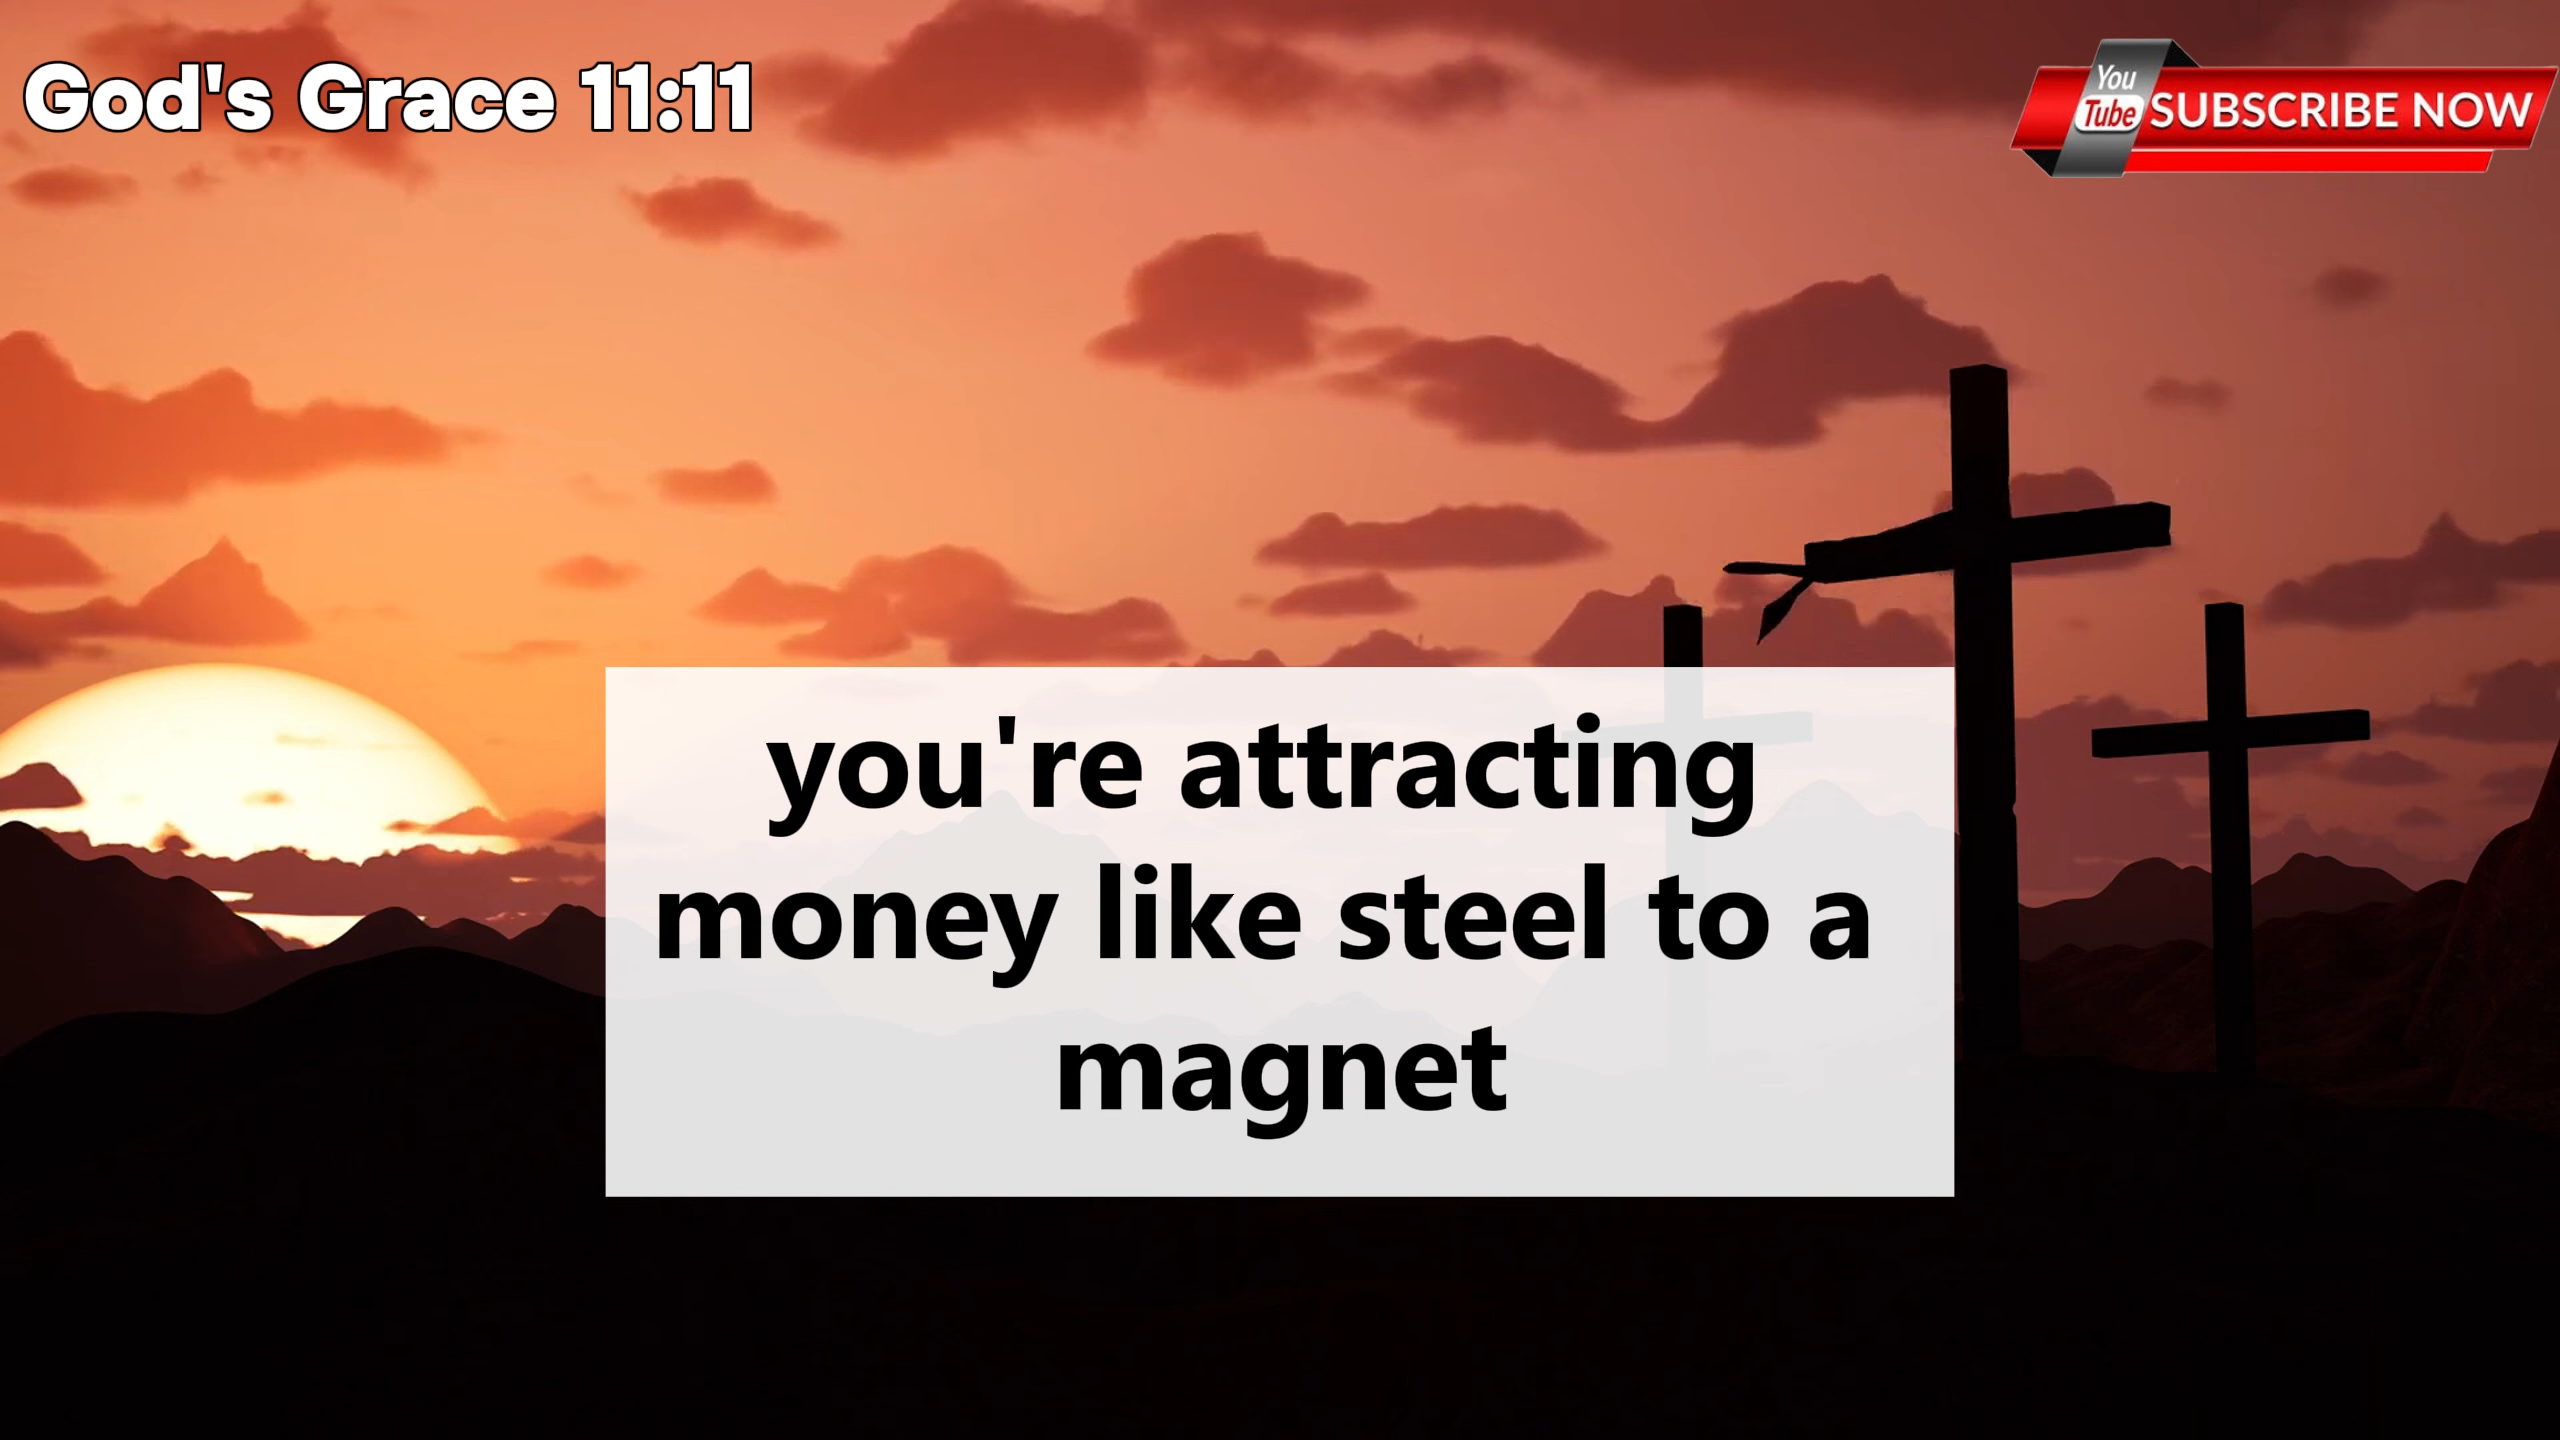 God's Grace 11:11
You
Tube
SUBSCRIBE NOW
you're attracting
money like steel to a
magnet